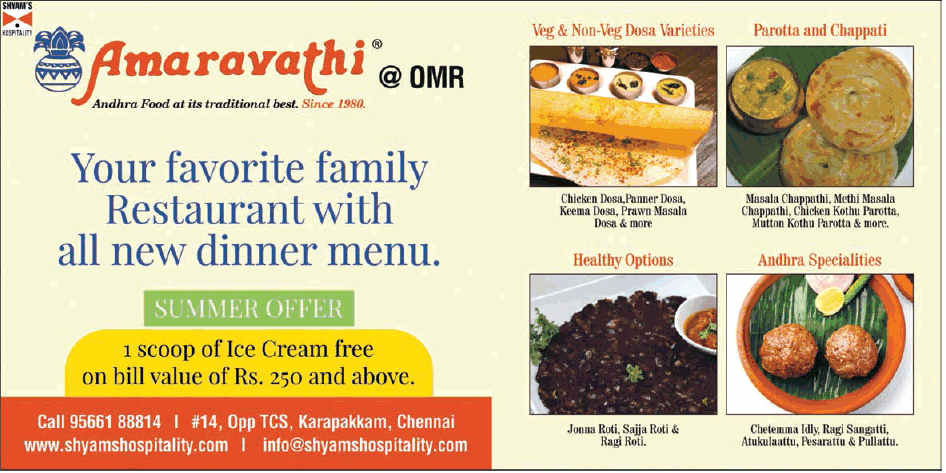 SHYAM'S
HOSPITALITY
Amaravathi® @ OMR
Andhra Food at its traditional best. Since 1980.
Your favorite family
Restaurant with
all new dinner menu.
SUMMER OFFER
1 scoop of Ice Cream free
on bill value of Rs. 250 and above.
Call 95661 88814 | #14, Opp TCS, Karapakkam, Chennai
www.shyamshospitality.com | info@shyamshospitality.com
Veg & Non-Veg Dosa Varieties
Chicken Dosa,Panner Dosa,
Keema Dosa, Prawn Masala
Dosa & more
Parotta and Chappati
Masala Chappathi, Methi Masala
Chappathi, Chicken Kothu Parotta,
Mutton Kothu Parotta & more.
Healthy Options
Jonna Roti, Sajja Roti &
Ragi Roti.
Andhra Specialities
Chetemma Idly, Ragi Sangatti,
Atukulaattu, Pesarattu & Pullattu.